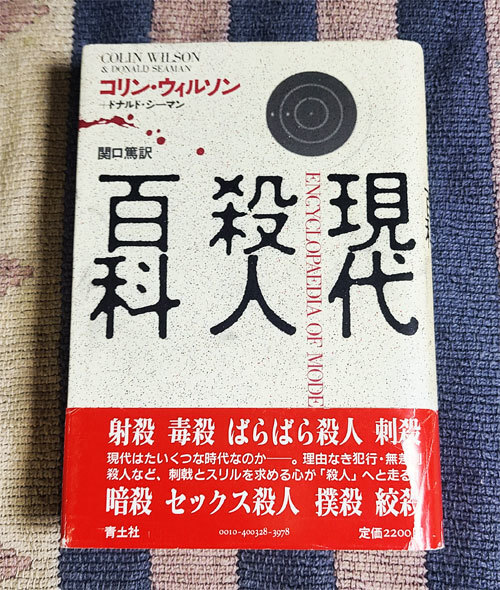 COLIN WILSON
& DONALD SEAMAN
コリン・ウィルソン
+ドナルド・シーマン
関口篤訳
現代
殺人
百科
ENCYCLOPAEDIA OF MODE
射殺 毒殺 ばらばら殺人 刺殺
現代はたいくつな時代なのか――。理由なき犯行・無差
殺人など、刺戟とスリルを求める心が「殺人」へと走る
暗殺 セックス殺人 撲殺 絞殺
青土社
0010-400328-3978
定価2200